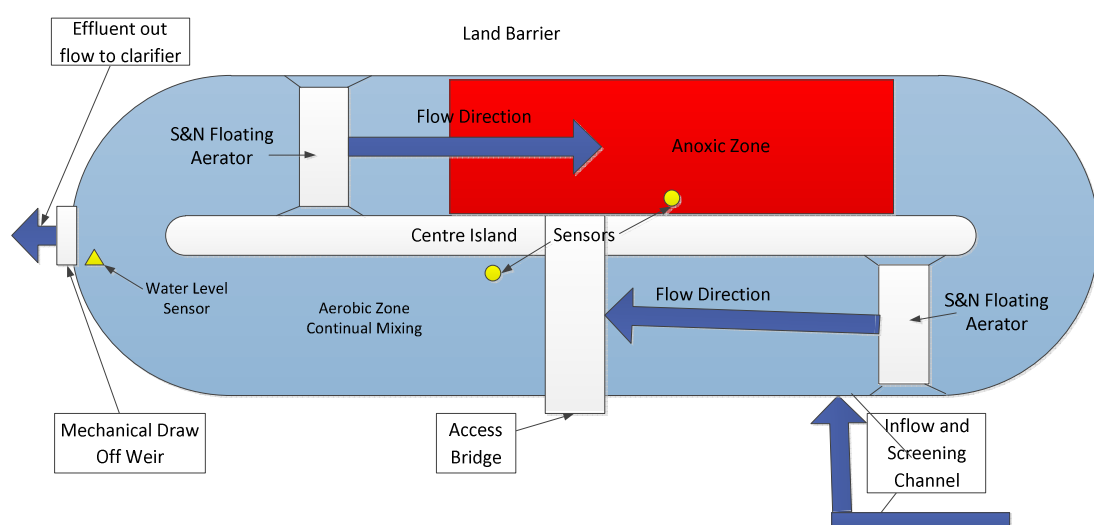 Effluent out
flow to clarifier
Land Barrier
Flow Direction
S&N Floating
Aerator
Anoxic Zone
Centre Island
Sensors
Water Level
Sensor
Aerobic Zone
Continual Mixing
Flow Direction
S&N Floating
Aerator
Mechanical Draw
Off Weir
Access
Bridge
Inflow and
Screening
Channel